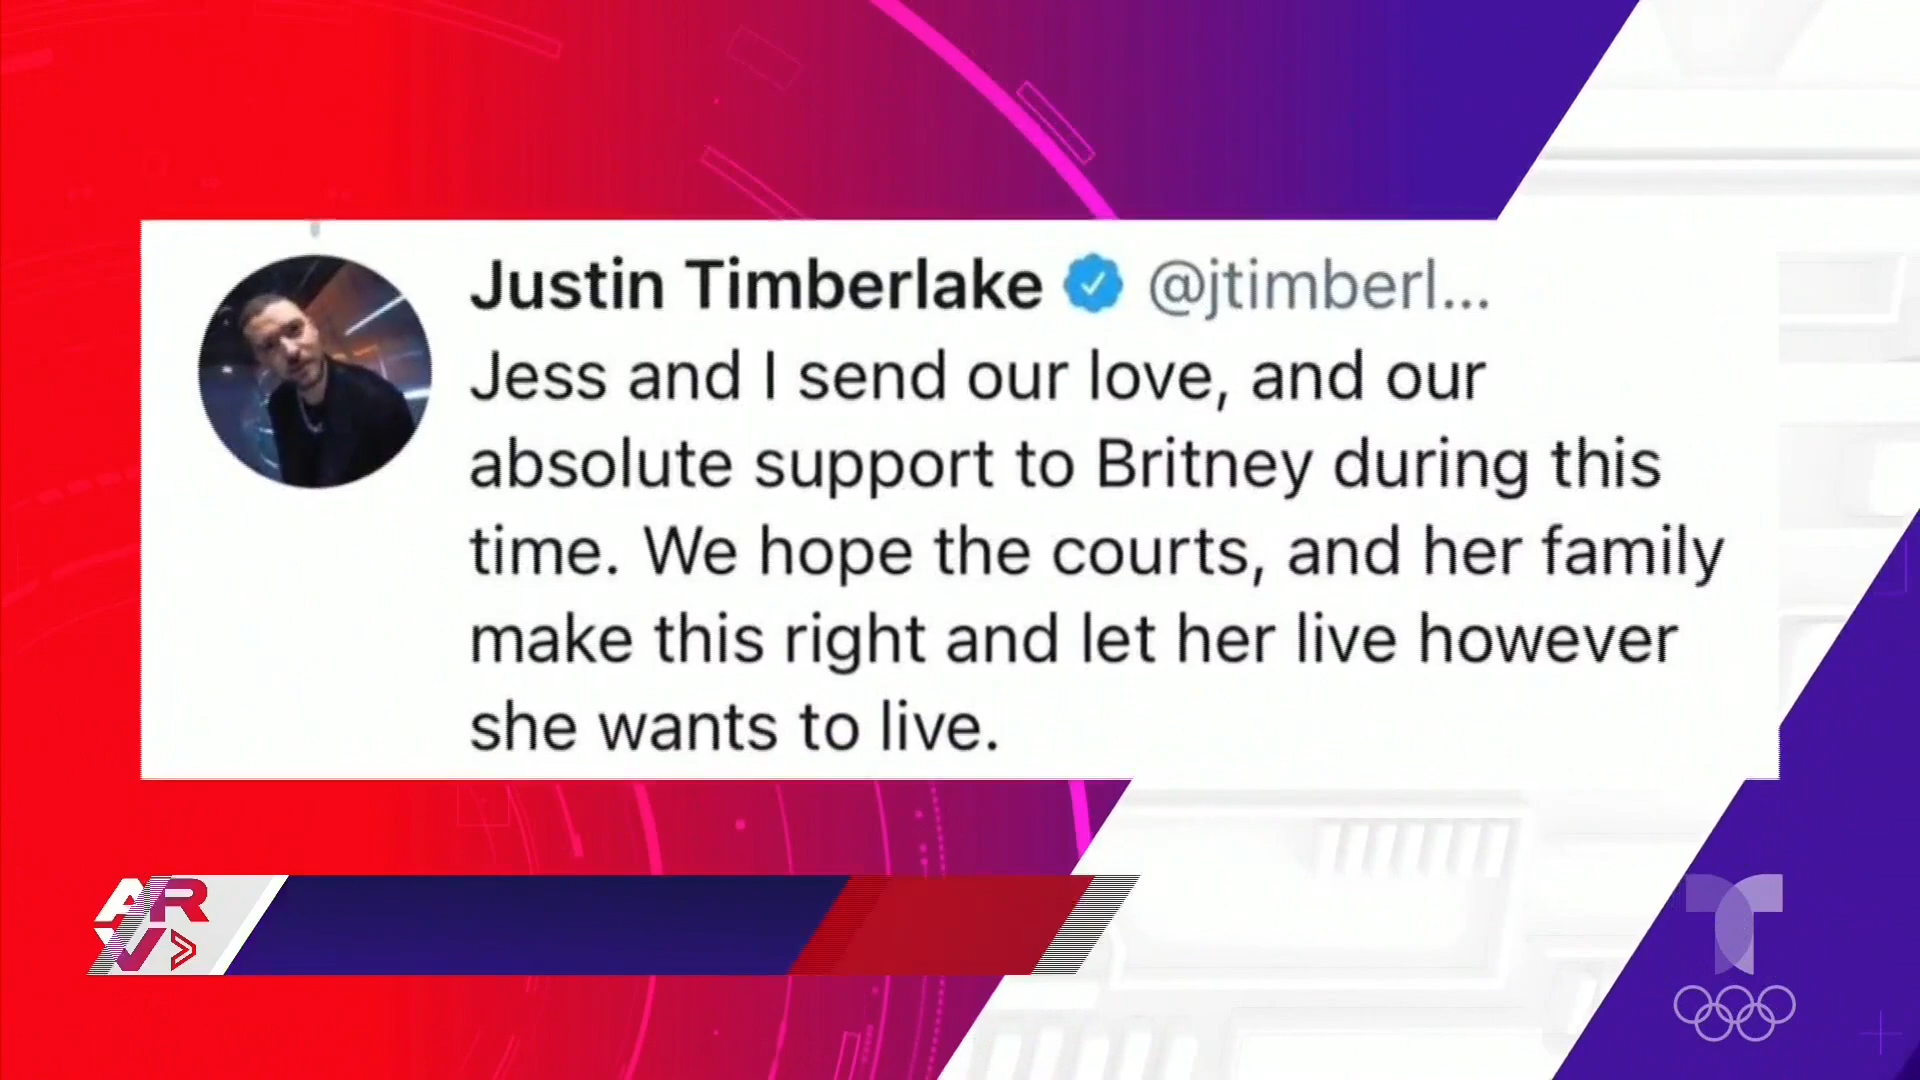 Justin Timberlake @jtimberl...
Jess and I send our love, and our
absolute support to Britney during this
time. We hope the courts, and her family
make this right and let her live however
she wants to live.
AR
V
T